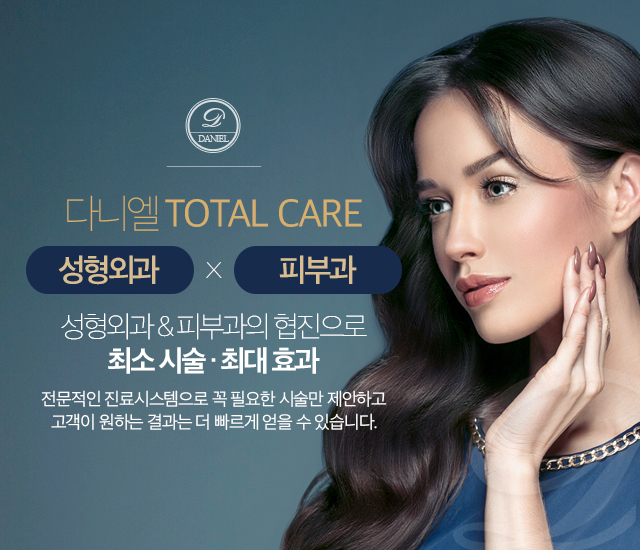 D
DANIEL
다니엘 TOTAL CARE
성형외과 × 피부과
성형외과 & 피부과의 협진으로
최소 시술 · 최대 효과
전문적인 진료시스템으로 꼭 필요한 시술만 제안하고
고객이 원하는 결과는 더 빠르게 얻을 수 있습니다.